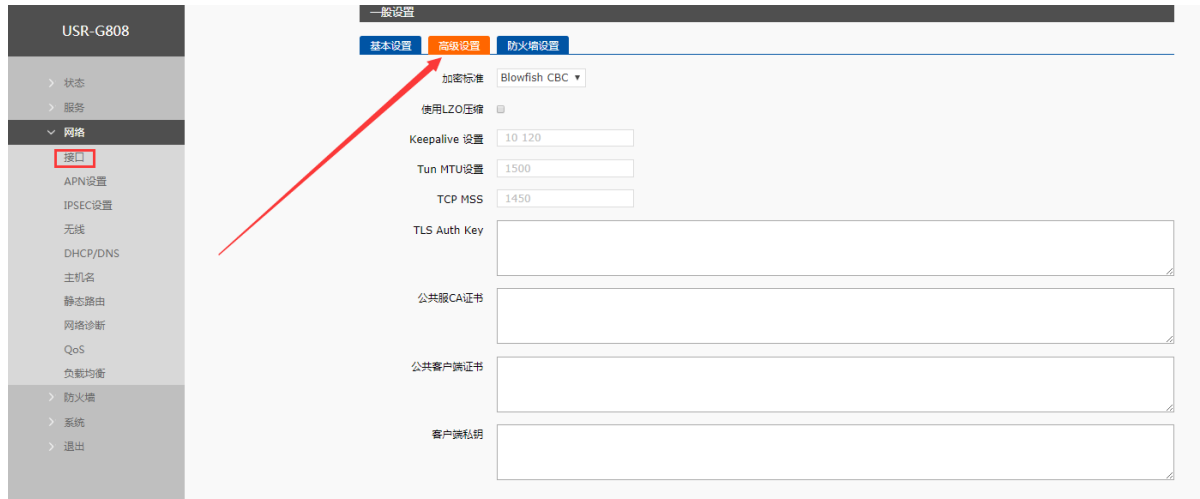 USR-G808
状态
服务
网络
接口
APN设置
IPSEC设置
无线
DHCP/DNS
主机名
静态路由
网络诊断
QoS
负载均衡
防火墙
系统
退出
一般设置
基本设置 高级设置 防火墙设置
加密标准 Blowfish CBC
使用LZO压缩
Keepalive 设置 10 120
Tun MTU设置 1500
TCP MSS 1450
TLS Auth Key
公共服CA证书
公共客户端证书
客户端私钥